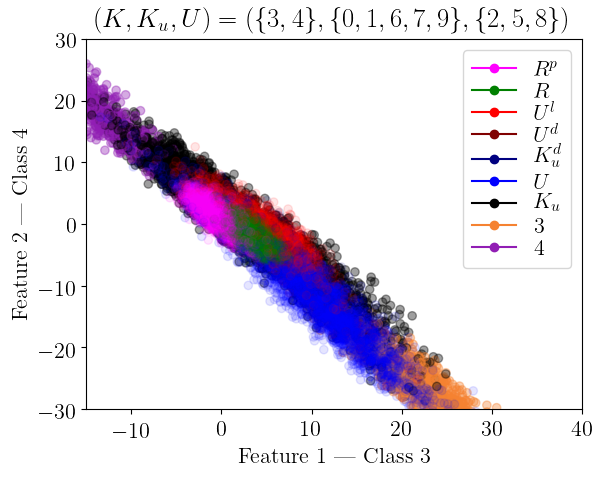 (K, K_u, U) = ({3, 4}, {0, 1, 6, 7, 9}, {2, 5, 8})
30
20
10
0
−10
−20
−30
Feature 2 — Class 4
R^p
R
U^l
U^d
K_u^d
U
K_u
3
4
−10
0
10
20
30
40
Feature 1 — Class 3